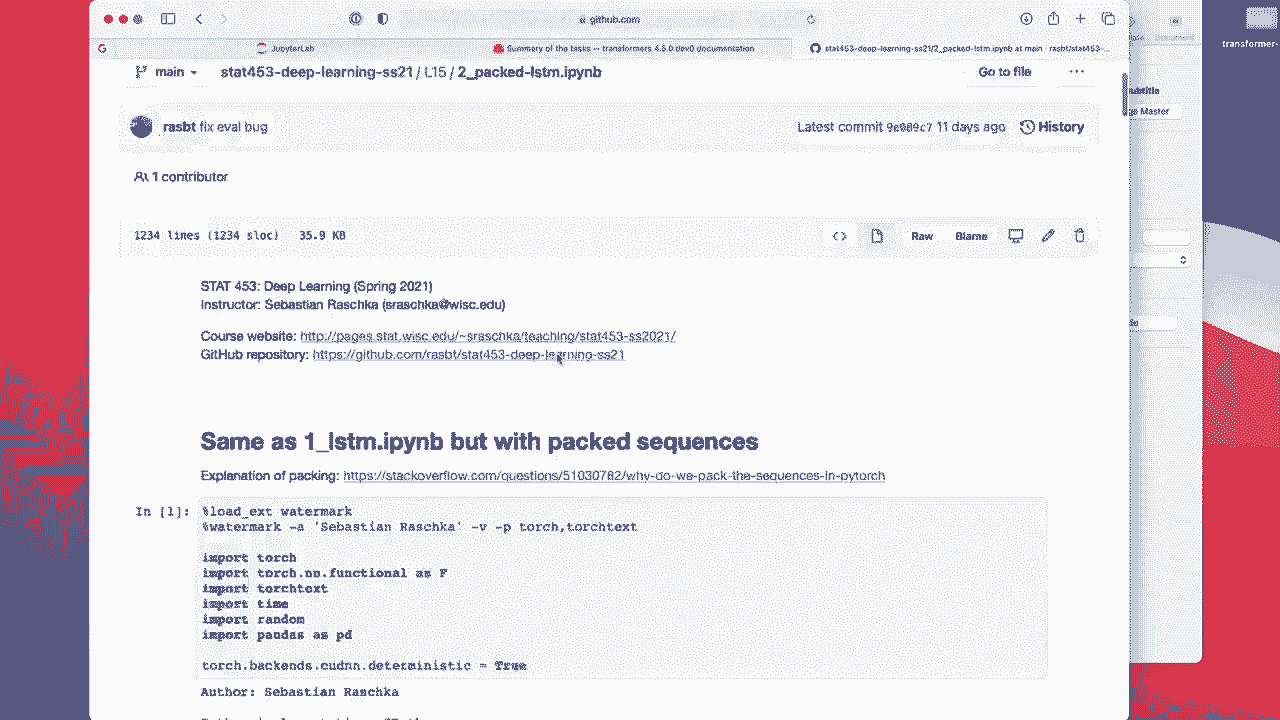 github.com
G
JupyterLab
Summary of the tasks — transformers 4.5.0.dev0 documentation
stat453-deep-learning-ss21/2_packed-lstm.ipynb at main · rasbt/stat453-...
Document
transformer-
main
stat453-deep-learning-ss21 / L15 / 2_packed-lstm.ipynb
Go to file
···
rasbt fix eval bug
Latest commit 9e009c7 11 days ago
History
1 contributor
1234 lines (1234 sloc) 35.9 KB
<>
Raw
Blame
STAT 453: Deep Learning (Spring 2021)
Instructor: Sebastian Raschka (sraschka@wisc.edu)
Course website: http://pages.stat.wisc.edu/~sraschka/teaching/stat453-ss2021/
GitHub repository: https://github.com/rasbt/stat453-deep-learning-ss21
Same as 1_lstm.ipynb but with packed sequences
Explanation of packing: https://stackoverflow.com/questions/51030782/why-do-we-pack-the-sequences-in-pytorch
In [1]:
%load_ext watermark
%watermark -a 'Sebastian Raschka' -v -p torch,torchtext
import torch
import torch.nn.functional as F
import torchtext
import time
import random
import pandas as pd
torch.backends.cudnn.deterministic = True
Author: Sebastian Raschka